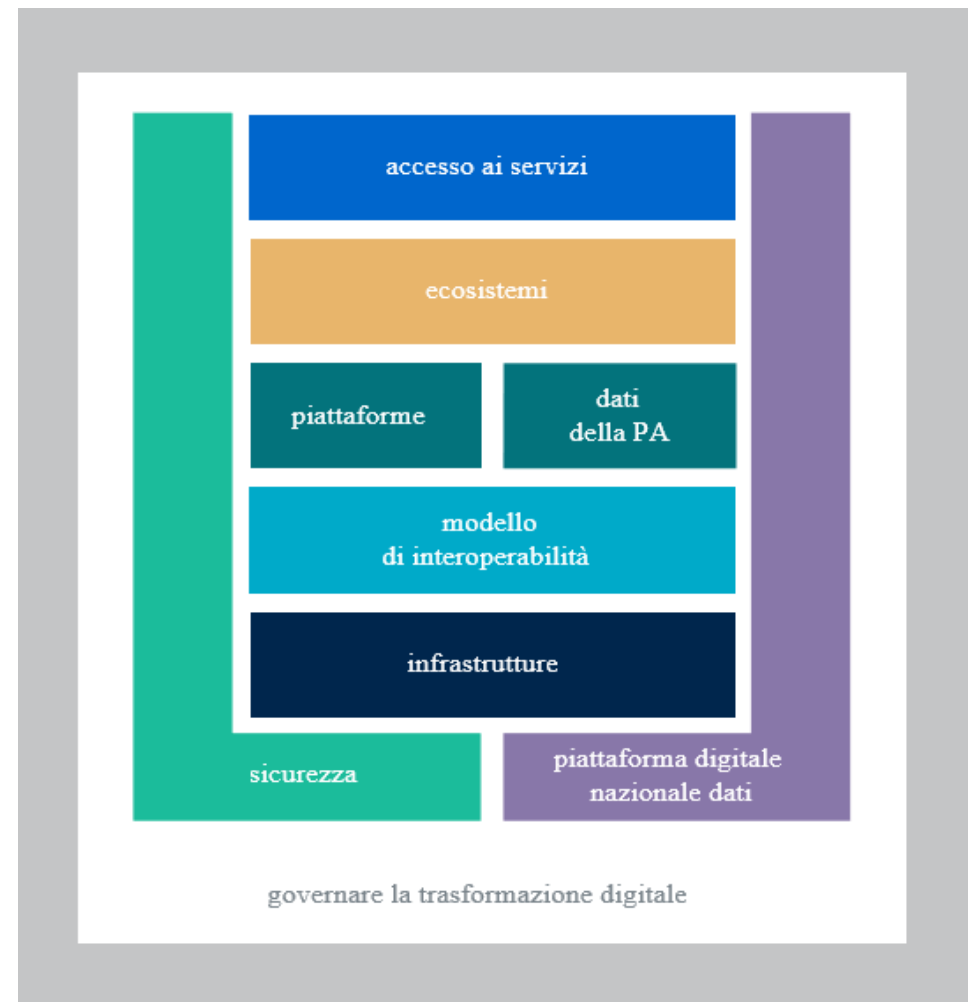 accesso ai servizi
ecosistemi
piattaforme
dati
della PA
modello
di interoperabilità
infrastrutture
sicurezza
piattaforma digitale
nazionale dati
governare la trasformazione digitale